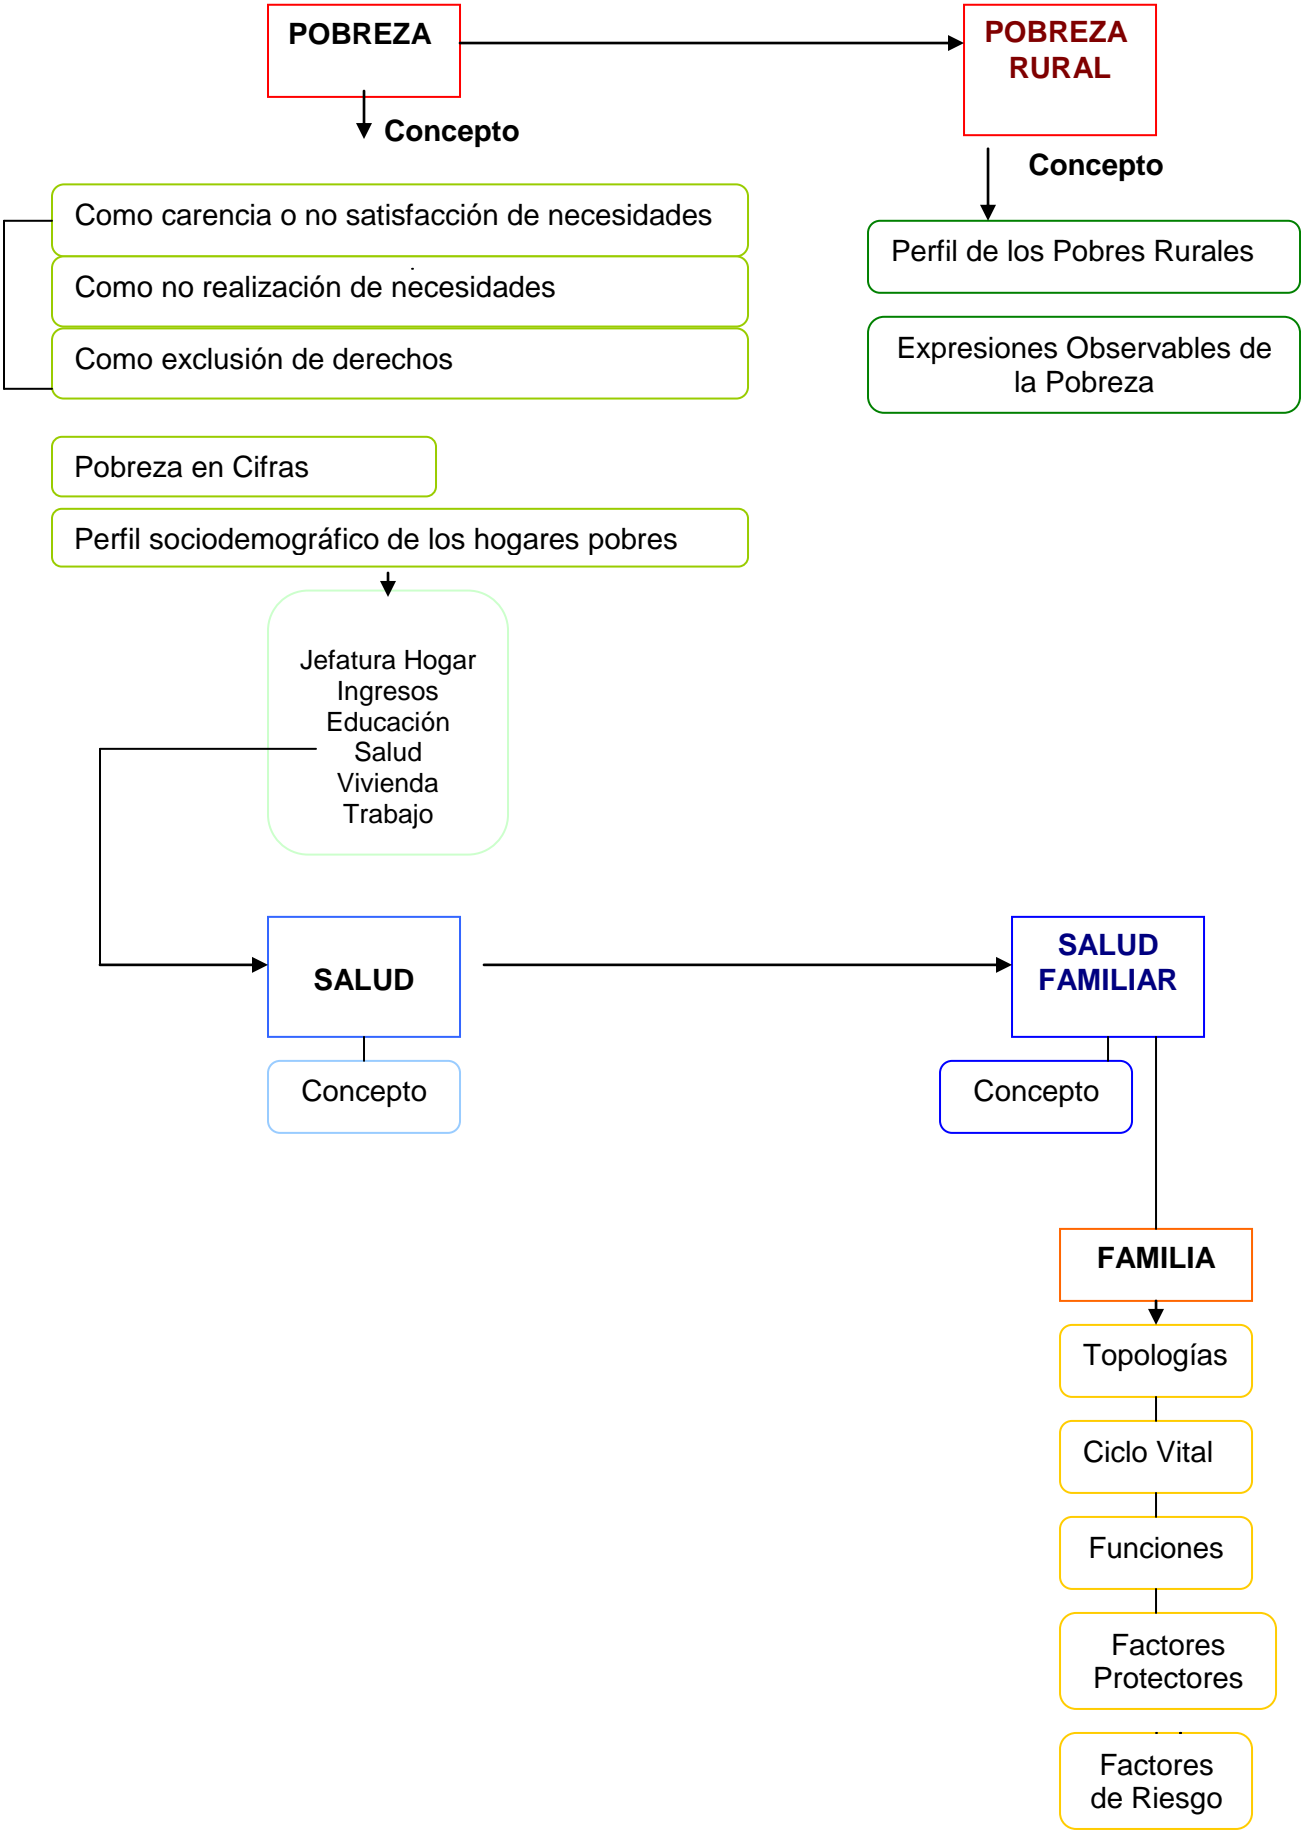 POBREZA
POBREZA
RURAL
Concepto
Concepto
Como carencia o no satisfacción de necesidades
Como no realización de necesidades
Como exclusión de derechos
Perfil de los Pobres Rurales
Expresiones Observables de
la Pobreza
Pobreza en Cifras
Perfil sociodemográfico de los hogares pobres
Jefatura Hogar
Ingresos
Educación
Salud
Vivienda
Trabajo
SALUD
SALUD
FAMILIAR
Concepto
Concepto
FAMILIA
Topologías
Ciclo Vital
Funciones
Factores
Protectores
Factores
de Riesgo